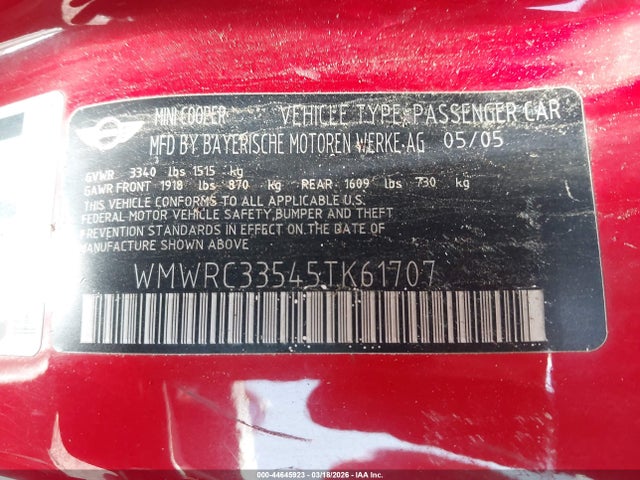 MINI COOPER VEHICLE TYPE: PASSENGER CAR
MFD BY BAYERISCHE MOTOREN WERKE AG 05/05
GVWR 3340 lbs 1515 kg
GAWR FRONT 1918 lbs 870 kg REAR: 1609 lbs 730 kg
THIS VEHICLE CONFORMS TO ALL APPLICABLE U.S.
FEDERAL MOTOR VEHICLE SAFETY, BUMPER AND THEFT
PREVENTION STANDARDS IN EFFECT ON THE DATE OF
MANUFACTURE SHOWN ABOVE
WMWRC33545TK61707
000-44645923 - 03/18/2026 - IAA Inc.